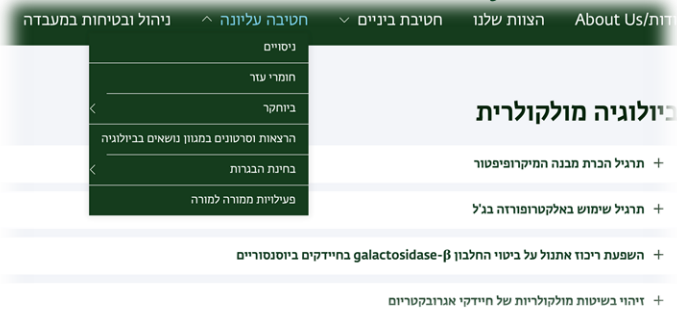 אודות/About Us הצוות שלנו חטיבת ביניים חטיבה עליונה ניהול ובטיחות במעבדה
ניסויים
חומרי עזר
ביוחקר
הרצאות וסרטונים במגוון נושאים בביולוגיה
בחינת הבגרות
פעילויות ממורה למורה
ביולוגיה מולקולרית
+ תרגיל הכרת מבנה המיקרופיפטור
+ תרגיל שימוש באלקטרופורזה בג'ל
+ השפעת ריכוז אתנול על ביטוי החלבון galactosidase-β בחיידקים ביוסנסוריים
+ זיהוי בשיטות מולקולריות של חיידקי אגרובקטריום